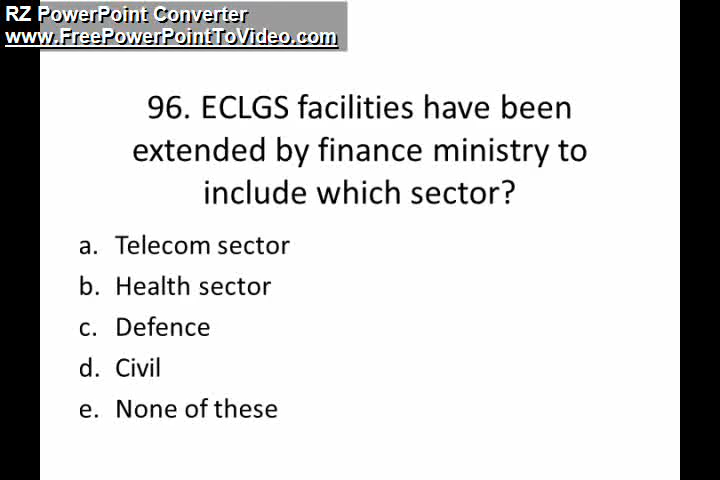 RZ PowerPoint Converter
www.FreePowerPointToVideo.com
96. ECLGS facilities have been
extended by finance ministry to
include which sector?
a. Telecom sector
b. Health sector
c. Defence
d. Civil
e. None of these